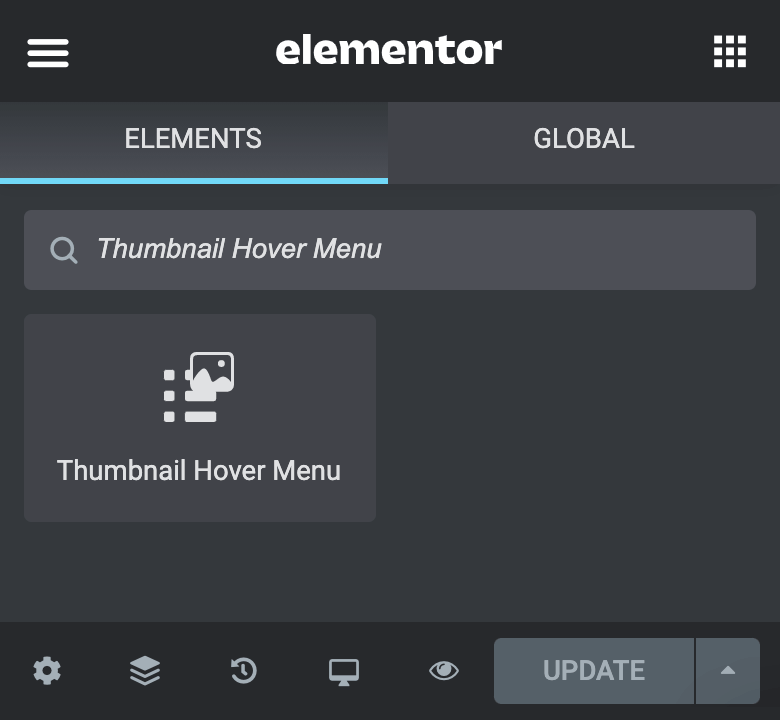 elementor
ELEMENTS
GLOBAL
Thumbnail Hover Menu
Thumbnail Hover Menu
UPDATE